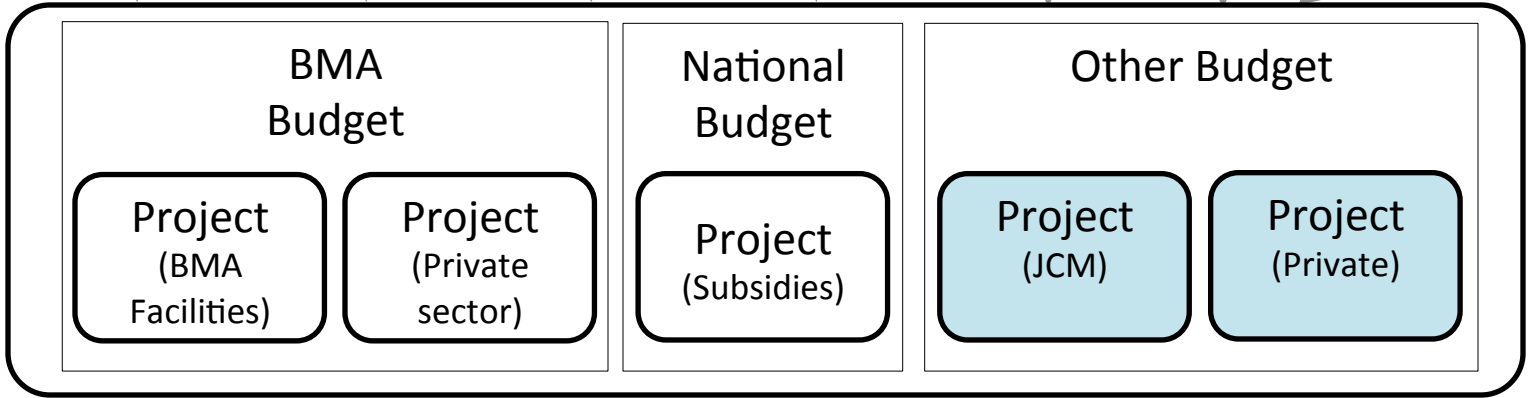 BMA
Budget
National
Budget
Other Budget
Project
(BMA
Facilities)
Project
(Private
sector)
Project
(Subsidies)
Project
(JCM)
Project
(Private)